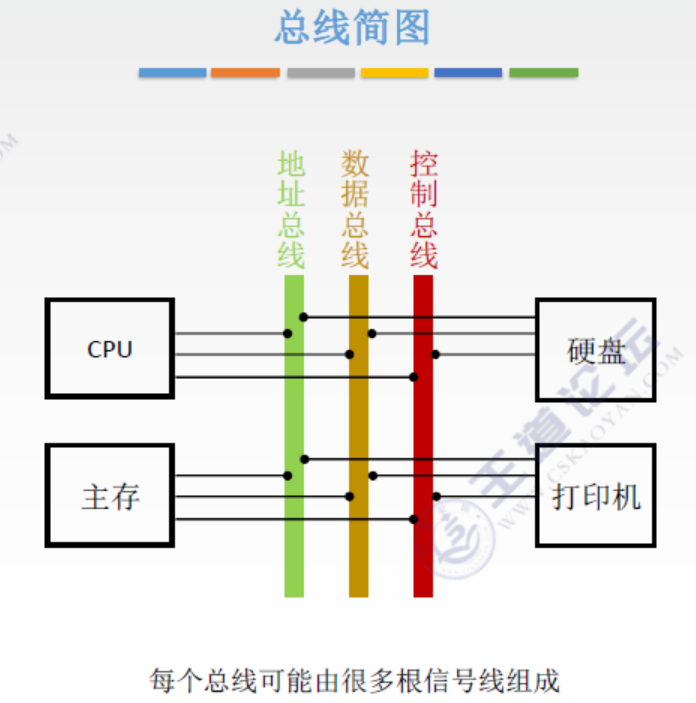 总线简图
地址总线
数据总线
控制总线
CPU
硬盘
主存
打印机
王道论坛
WWW.CSKAOYAN.COM
每个总线可能由很多根信号线组成